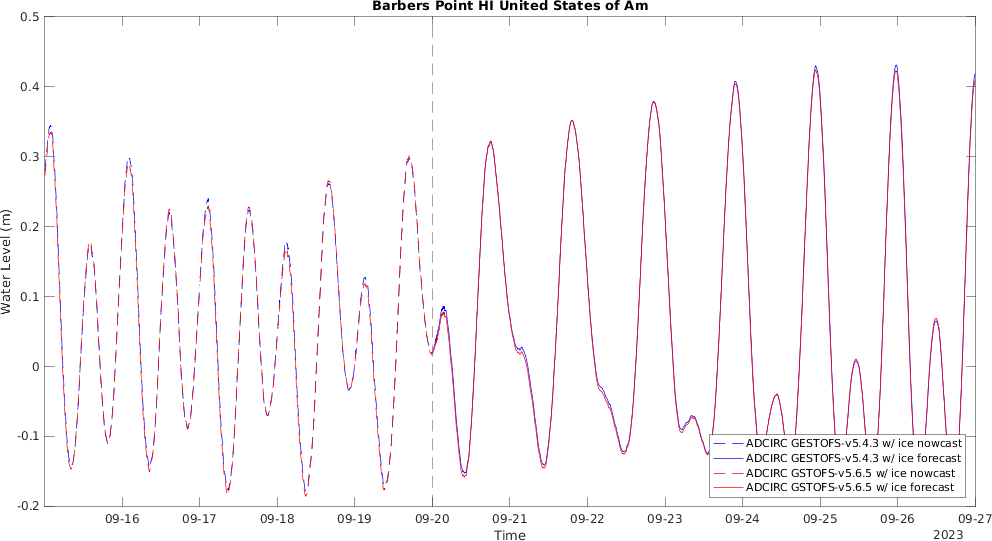 Barbers Point HI United States of Am
0.5
0.4
0.3
0.2
0.1
0
-0.1
-0.2
Water Level (m)
ADCIRC GESTOFS-v5.4.3 w/ ice nowcast
ADCIRC GESTOFS-v5.4.3 w/ ice forecast
ADCIRC GSTOFS-v5.6.5 w/ ice nowcast
ADCIRC GSTOFS-v5.6.5 w/ ice forecast
09-16 09-17 09-18 09-19 09-20 09-21 09-22 09-23 09-24 09-25 09-26 09-27
Time
2023